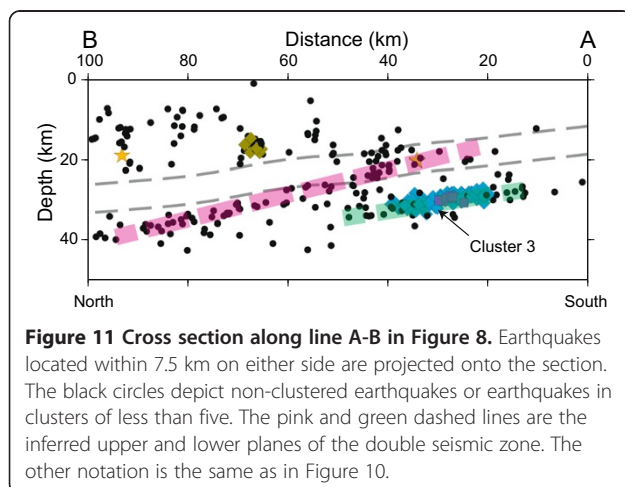 B
Distance (km)
A
100 80 60 40 20 0
0
20
40
Depth (km)
Cluster 3
North
South
Figure 11 Cross section along line A-B in Figure 8. Earthquakes
located within 7.5 km on either side are projected onto the section.
The black circles depict non-clustered earthquakes or earthquakes in
clusters of less than five. The pink and green dashed lines are the
inferred upper and lower planes of the double seismic zone. The
other notation is the same as in Figure 10.